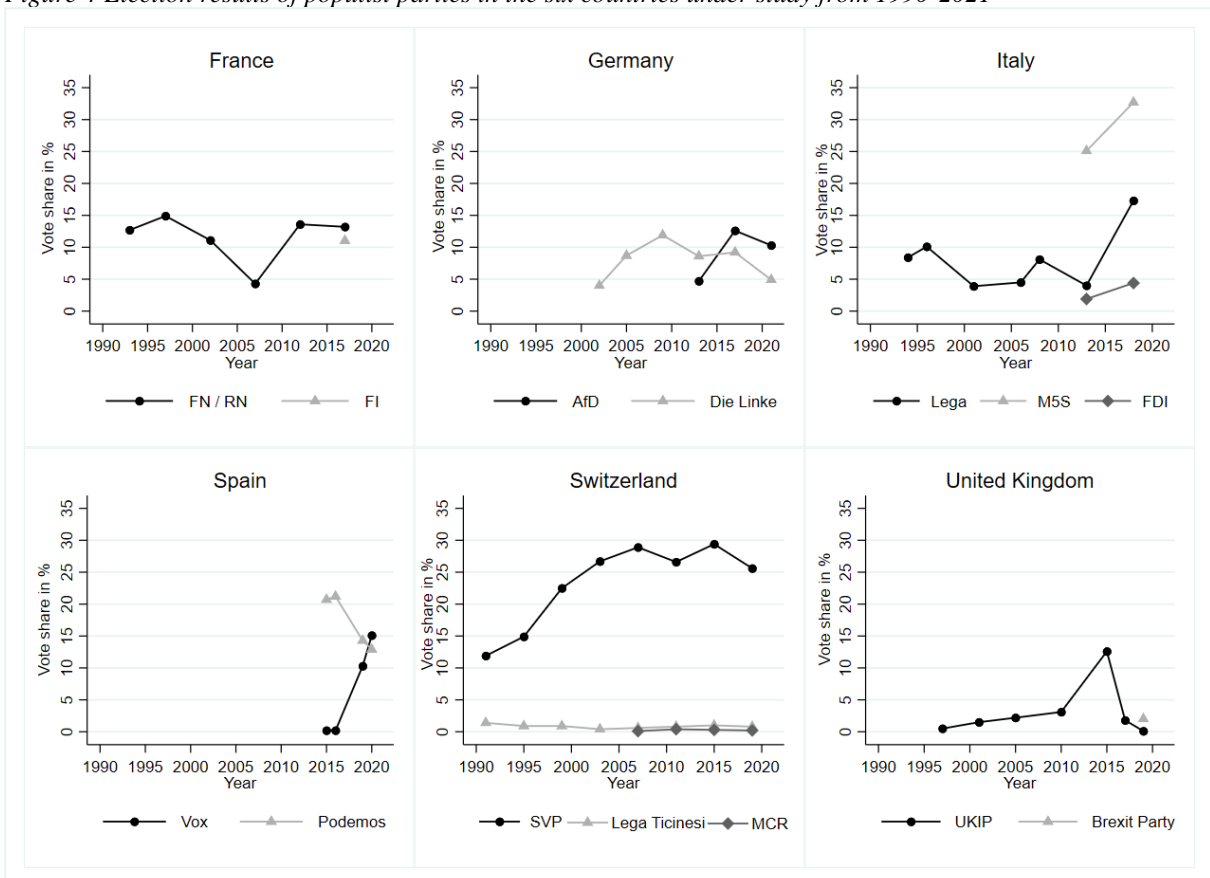 Figure 4 Election results of populist parties in the six countries under study from 1990-2021
France
Vote share in %
35
30
25
20
15
10
5
0
1990 1995 2000 2005 2010 2015 2020
Year
FN / RN FI
Germany
Vote share in %
35
30
25
20
15
10
5
0
1990 1995 2000 2005 2010 2015 2020
Year
AfD Die Linke
Italy
Vote share in %
35
30
25
20
15
10
5
0
1990 1995 2000 2005 2010 2015 2020
Year
Lega M5S FDI
Spain
Vote share in %
35
30
25
20
15
10
5
0
1990 1995 2000 2005 2010 2015 2020
Year
Vox Podemos
Switzerland
Vote share in %
35
30
25
20
15
10
5
0
1990 1995 2000 2005 2010 2015 2020
Year
SVP Lega Ticinesi MCR
United Kingdom
Vote share in %
35
30
25
20
15
10
5
0
1990 1995 2000 2005 2010 2015 2020
Year
UKIP Brexit Party